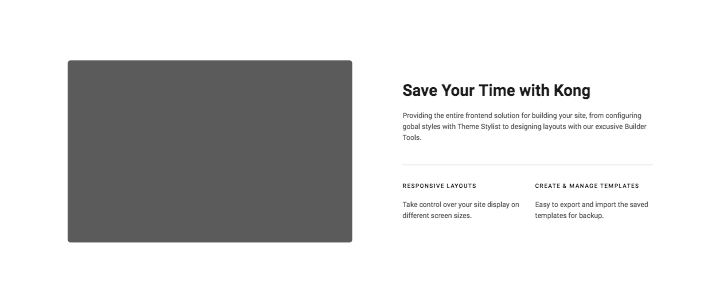 Save Your Time with Kong
Providing the entire frontend solution for building your site, from configuring
gobal styles with Theme Stylist to designing layouts with our excusive Builder
Tools.
RESPONSIVE LAYOUTS
Take control over your site display on
different screen sizes.
CREATE & MANAGE TEMPLATES
Easy to export and import the saved
templates for backup.